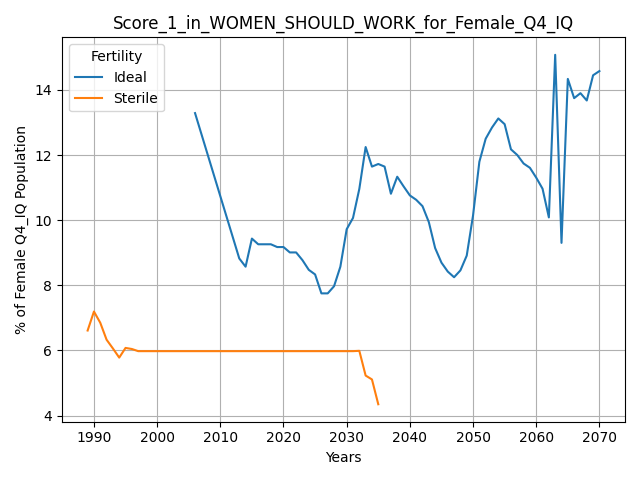 Score_1_in_WOMEN_SHOULD_WORK_for_Female_Q4_IQ
Fertility
Ideal
Sterile
% of Female Q4_IQ Population
14
12
10
8
6
4
1990 2000 2010 2020 2030 2040 2050 2060 2070
Years